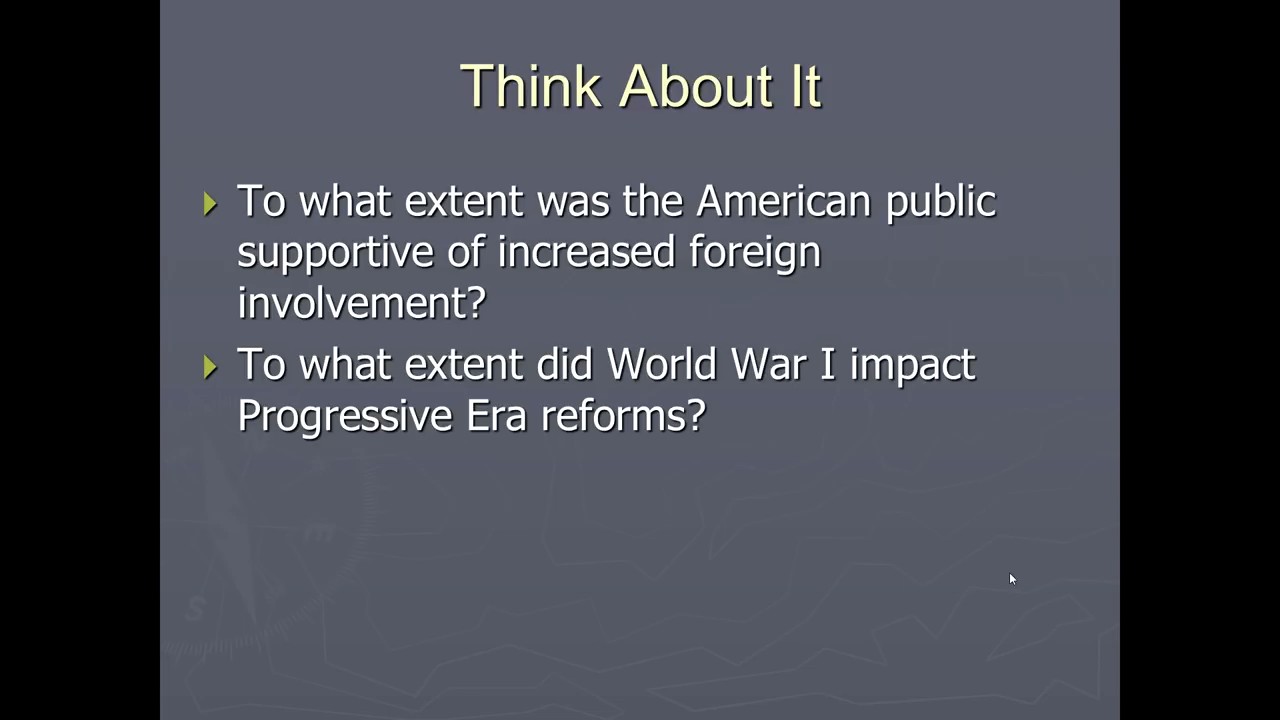 Think About It
To what extent was the American public
supportive of increased foreign
involvement?
To what extent did World War I impact
Progressive Era reforms?
m
S